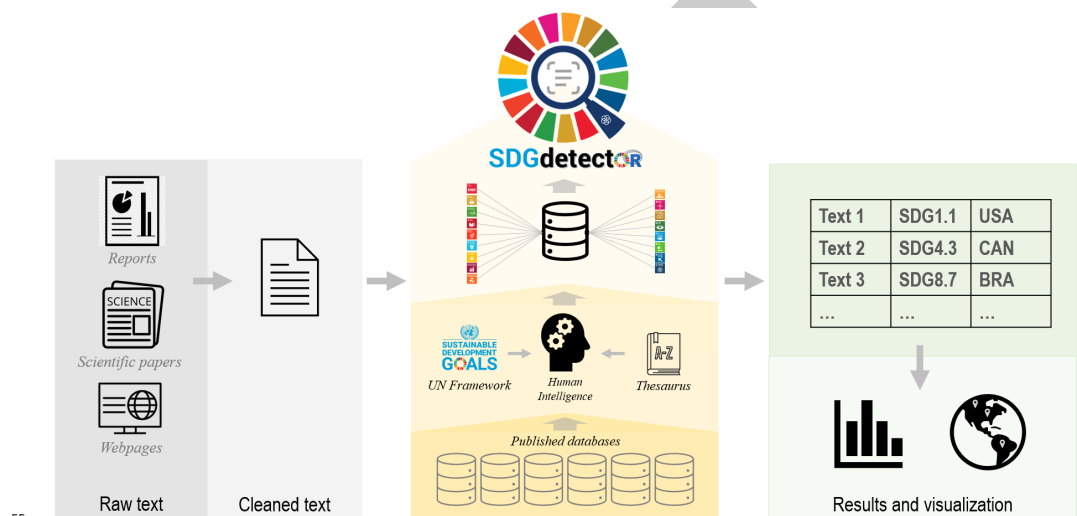 SDGdetectoR
Reports
SCIENCE
Scientific papers
Webpages
Raw text
Cleaned text
SUSTAINABLE
DEVELOPMENT
GOALS
UN Framework
Human
Intelligence
A-Z
Thesaurus
Published databases
Text 1 SDG1.1 USA
Text 2 SDG4.3 CAN
Text 3 SDG8.7 BRA
... ... ...
Results and visualization